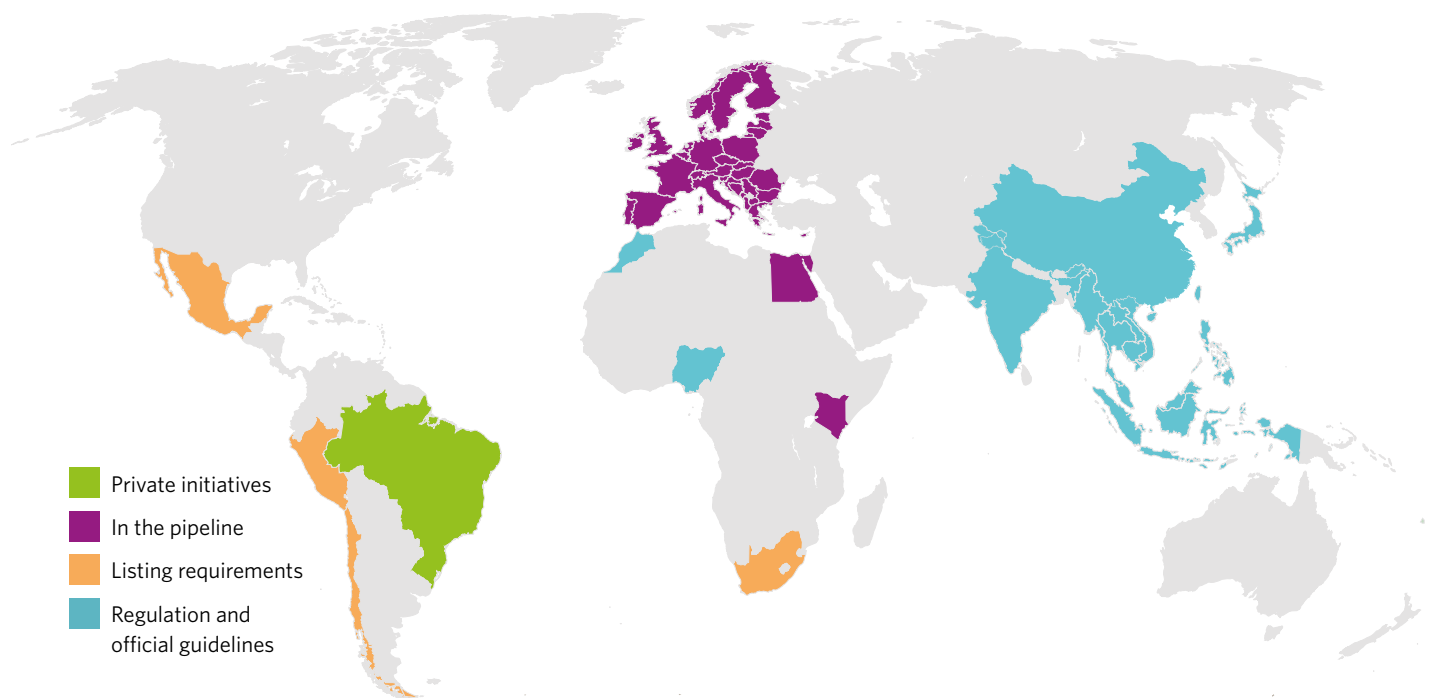 Private initiatives
In the pipeline
Listing requirements
Regulation and
official guidelines